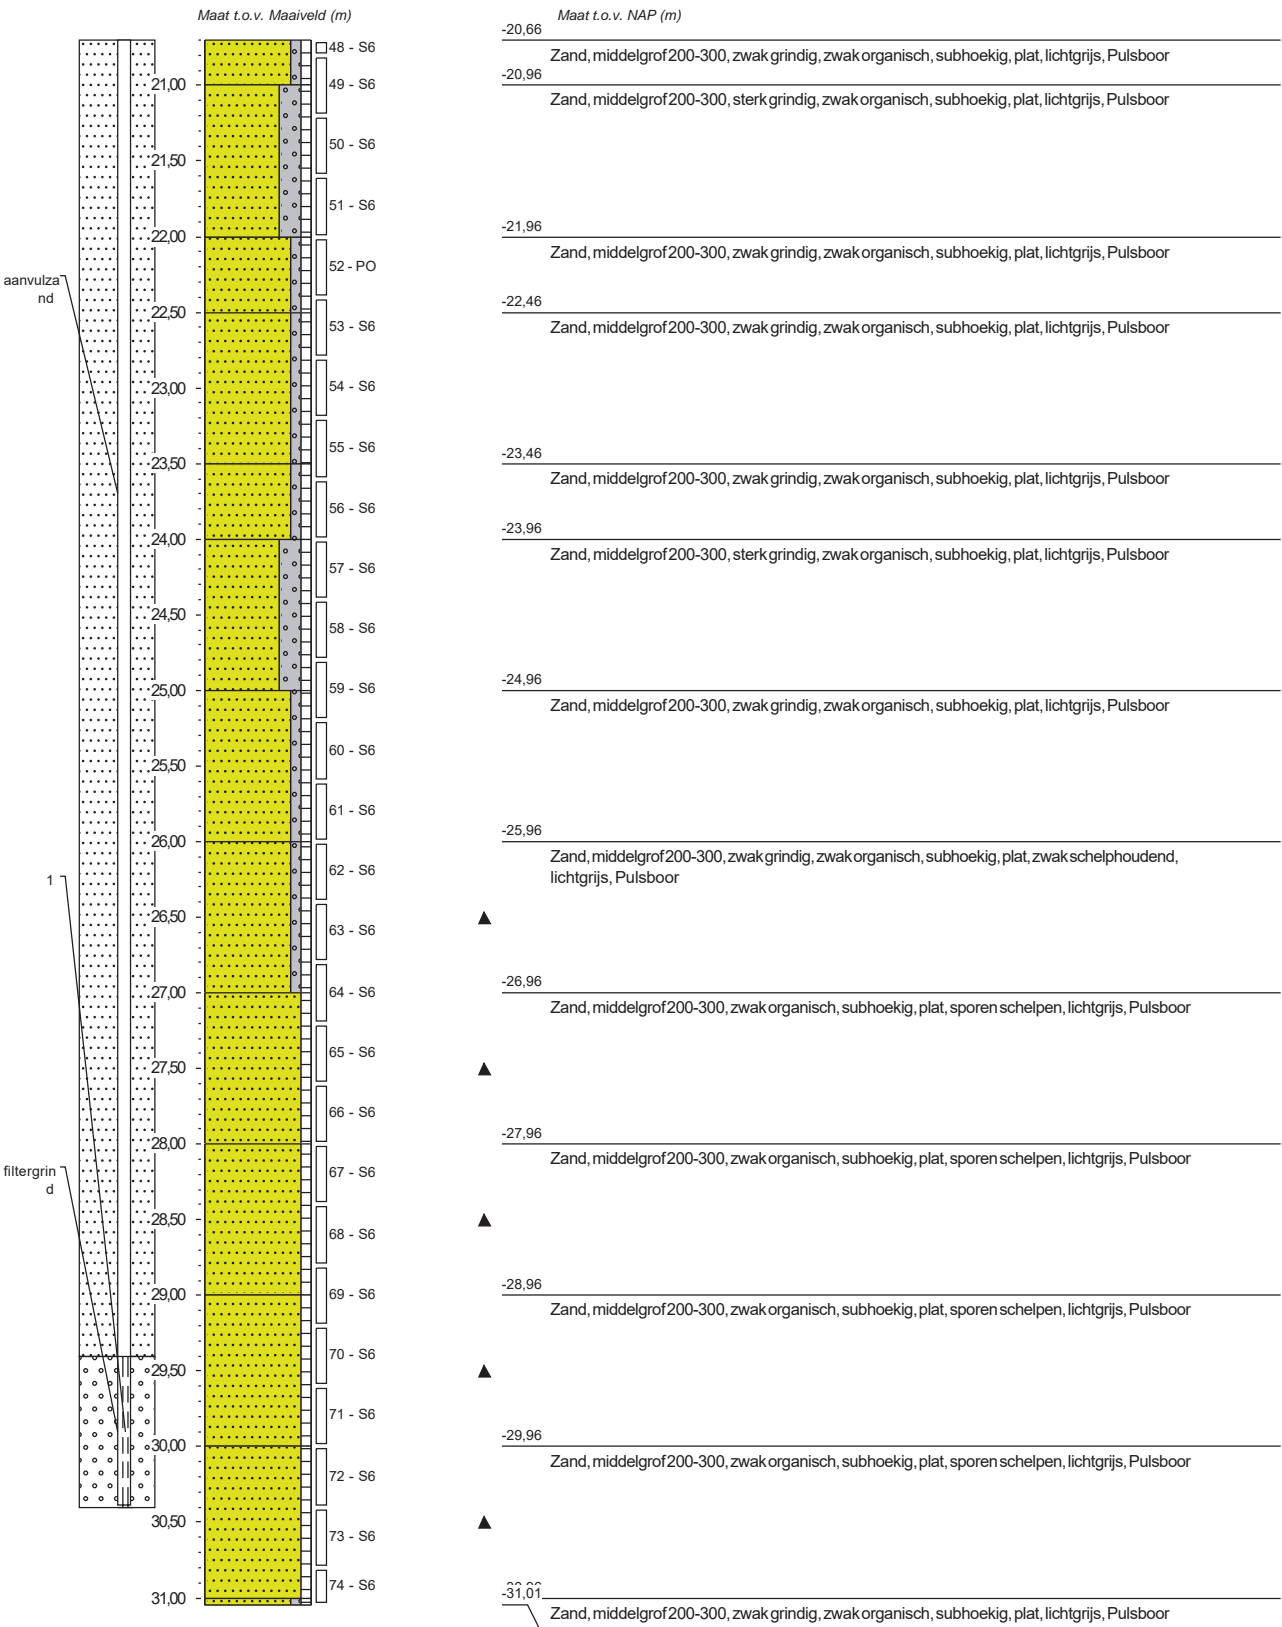 Maat t.o.v. Maaiveld (m)
Maat t.o.v. NAP (m)
-20,66
48 - S6
Zand, middelgrof 200-300, zwak grindig, zwak organisch, subhoekig, plat, lichtgrijs, Pulsboor
-20,96
21,00
49 - S6
Zand, middelgrof 200-300, sterk grindig, zwak organisch, subhoekig, plat, lichtgrijs, Pulsboor
50 - S6
21,50
51 - S6
-21,96
22,00
Zand, middelgrof 200-300, zwak grindig, zwak organisch, subhoekig, plat, lichtgrijs, Pulsboor
52 - PO
aanvulza
nd
-22,46
22,50
53 - S6
Zand, middelgrof 200-300, zwak grindig, zwak organisch, subhoekig, plat, lichtgrijs, Pulsboor
23,00
54 - S6
55 - S6
-23,46
23,50
Zand, middelgrof 200-300, zwak grindig, zwak organisch, subhoekig, plat, lichtgrijs, Pulsboor
56 - S6
-23,96
24,00
Zand, middelgrof 200-300, sterk grindig, zwak organisch, subhoekig, plat, lichtgrijs, Pulsboor
57 - S6
24,50
58 - S6
-24,96
59 - S6
25,00
Zand, middelgrof 200-300, zwak grindig, zwak organisch, subhoekig, plat, lichtgrijs, Pulsboor
60 - S6
25,50
61 - S6
-25,96
26,00
Zand, middelgrof 200-300, zwak grindig, zwak organisch, subhoekig, plat, zwak schelphoudend,
lichtgrijs, Pulsboor
62 - S6
1
26,50
63 - S6
-26,96
27,00
64 - S6
Zand, middelgrof 200-300, zwak organisch, subhoekig, plat, sporen schelpen, lichtgrijs, Pulsboor
65 - S6
27,50
66 - S6
-27,96
28,00
Zand, middelgrof 200-300, zwak organisch, subhoekig, plat, sporen schelpen, lichtgrijs, Pulsboor
67 - S6
filtergrin
d
28,50
68 - S6
-28,96
29,00
69 - S6
Zand, middelgrof 200-300, zwak organisch, subhoekig, plat, sporen schelpen, lichtgrijs, Pulsboor
70 - S6
29,50
71 - S6
-29,96
30,00
Zand, middelgrof 200-300, zwak organisch, subhoekig, plat, sporen schelpen, lichtgrijs, Pulsboor
72 - S6
30,50
73 - S6
74 - S6
-31,01
31,00
Zand, middelgrof 200-300, zwak grindig, zwak organisch, subhoekig, plat, lichtgrijs, Pulsboor